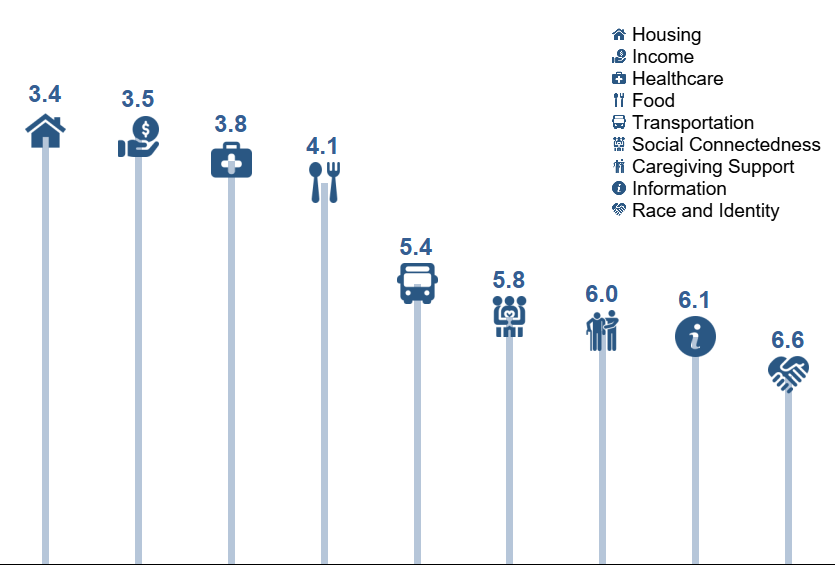 Housing
Income
Healthcare
Food
Transportation
Social Connectedness
Caregiving Support
Information
Race and Identity
3.4
3.5
3.8
4.1
5.4
5.8
6.0
6.1
6.6